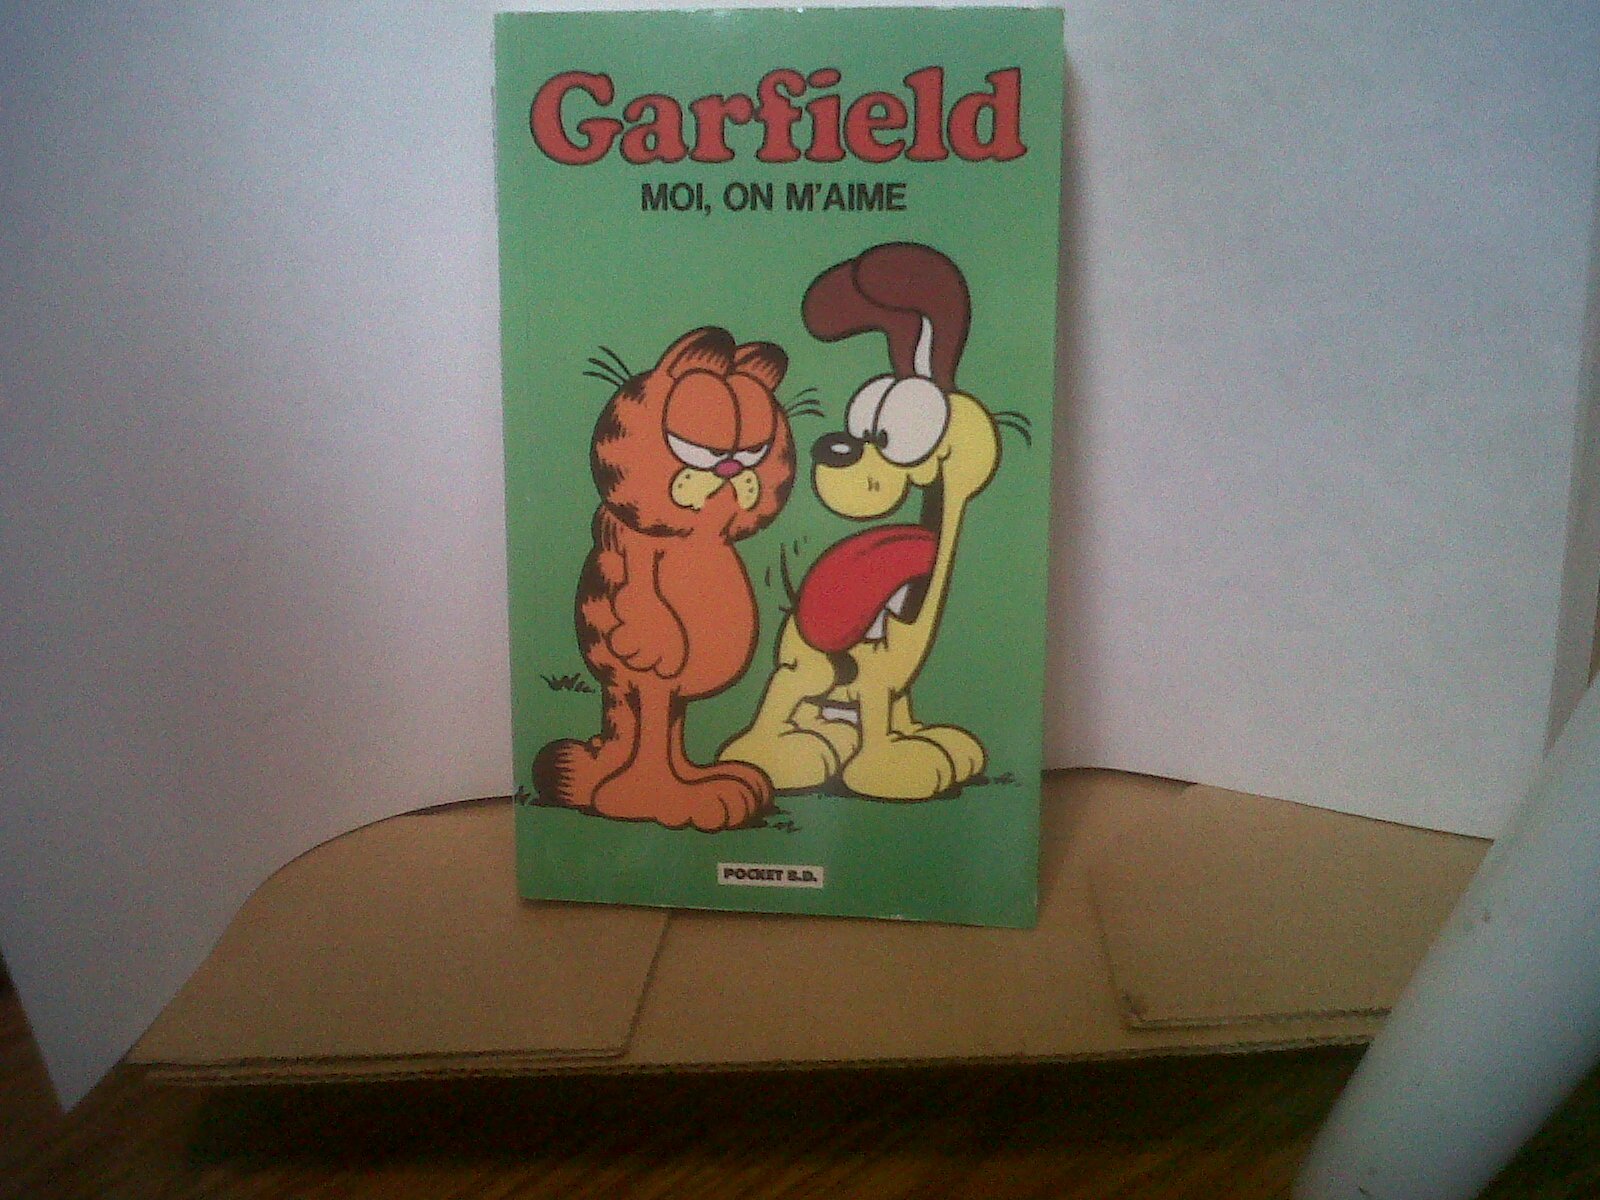 Garfield
MOI, ON M'AIME
POCKET B.D.